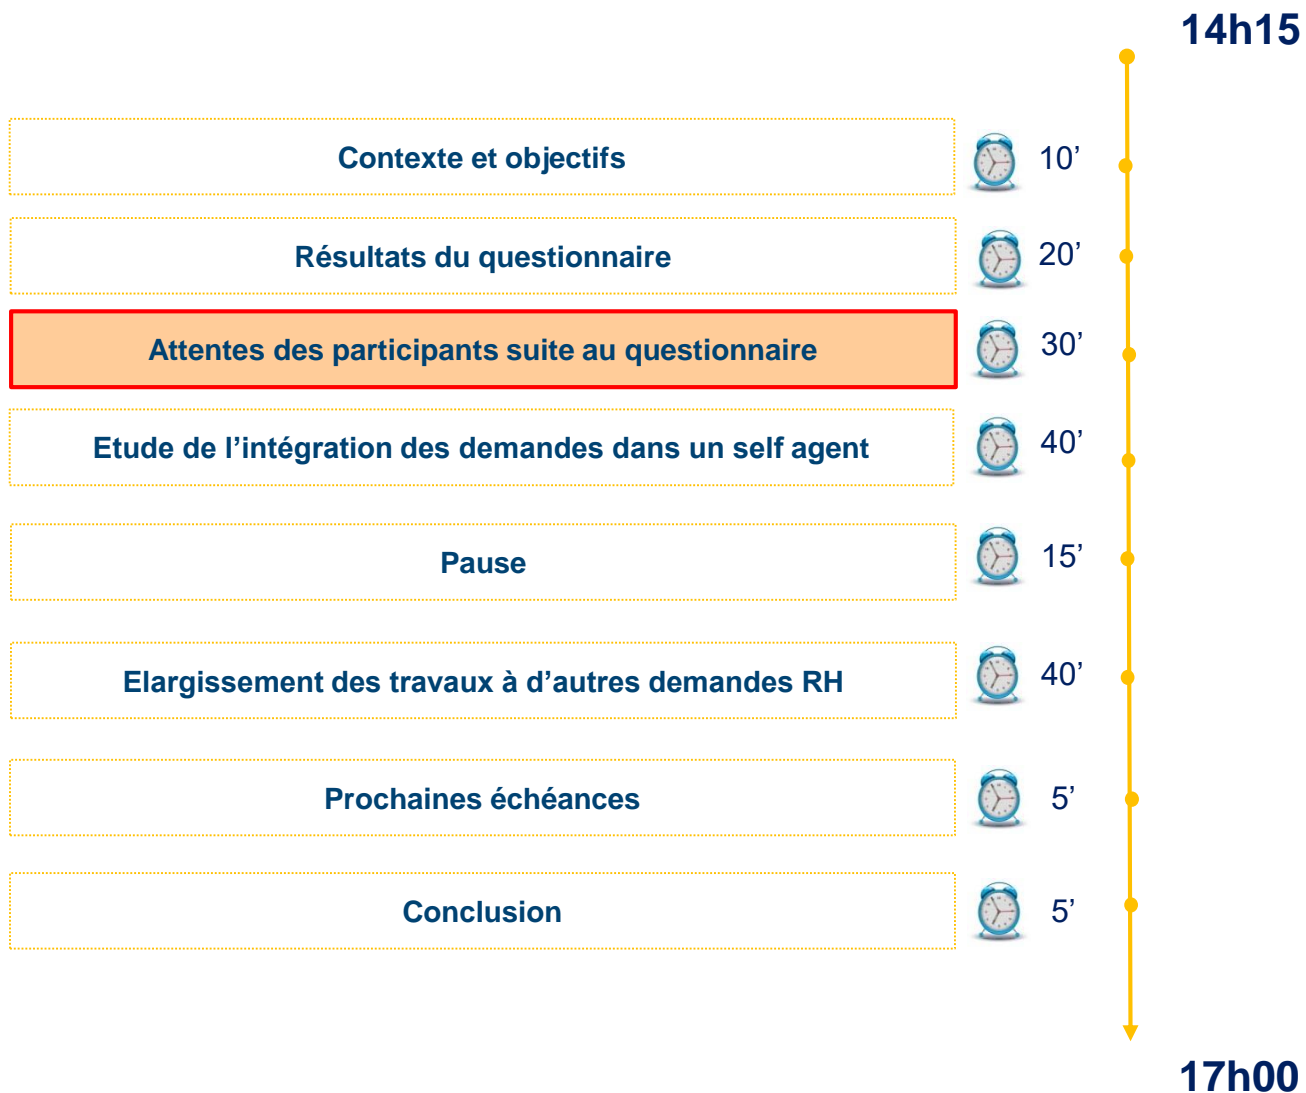 14h15
Contexte et objectifs 10’
Résultats du questionnaire 20’
Attentes des participants suite au questionnaire 30’
Etude de l’intégration des demandes dans un self agent 40’
Pause 15’
Elargissement des travaux à d’autres demandes RH 40’
Prochaines échéances 5’
Conclusion 5’
17h00